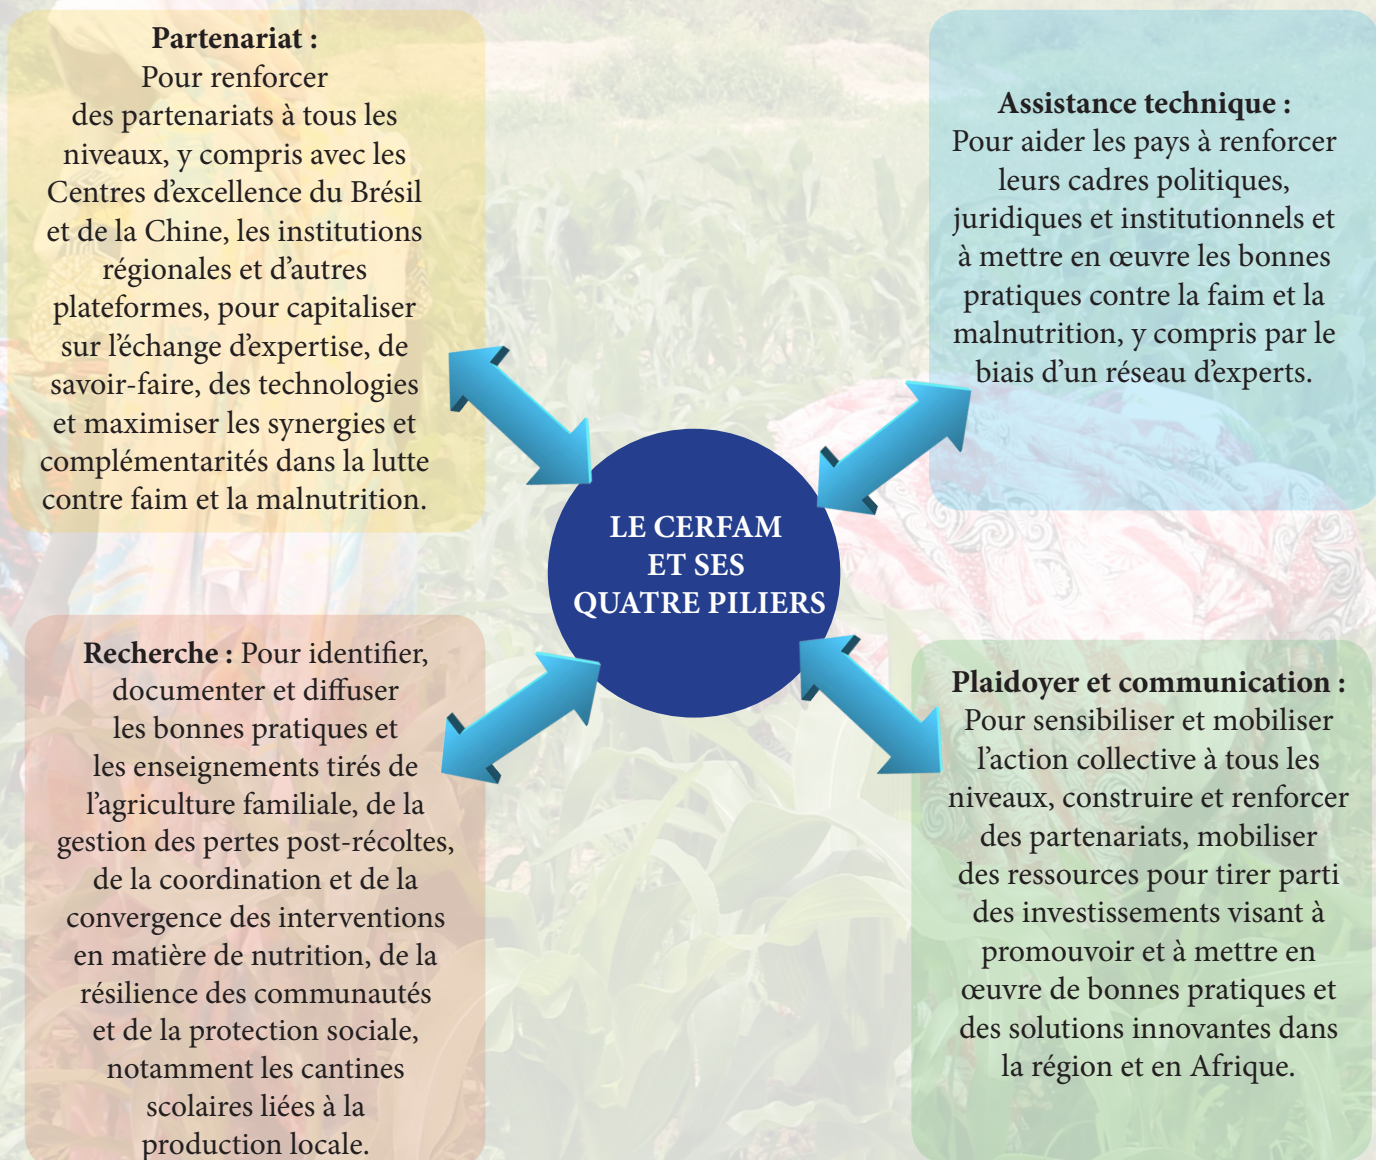 Partenariat :
Pour renforcer
des partenariats à tous les
niveaux, y compris avec les
Centres d'excellence du Brésil
et de la Chine, les institutions
régionales et d'autres
plateformes, pour capitaliser
sur l'échange d'expertise, de
savoir-faire, des technologies
et maximiser les synergies et
complémentarités dans la lutte
contre faim et la malnutrition.
Assistance technique :
Pour aider les pays à renforcer
leurs cadres politiques,
juridiques et institutionnels et
à mettre en œuvre les bonnes
pratiques contre la faim et la
malnutrition, y compris par le
biais d'un réseau d'experts.
LE CERFAM
ET SES
QUATRE PILIERS
Recherche : Pour identifier,
documenter et diffuser
les bonnes pratiques et
les enseignements tirés de
l'agriculture familiale, de la
gestion des pertes post-récoltes,
de la coordination et de la
convergence des interventions
en matière de nutrition, de la
résilience des communautés
et de la protection sociale,
notamment les cantines
scolaires liées à la
production locale.
Plaidoyer et communication :
Pour sensibiliser et mobiliser
l'action collective à tous les
niveaux, construire et renforcer
des partenariats, mobiliser
des ressources pour tirer parti
des investissements visant à
promouvoir et à mettre en
œuvre de bonnes pratiques et
des solutions innovantes dans
la région et en Afrique.